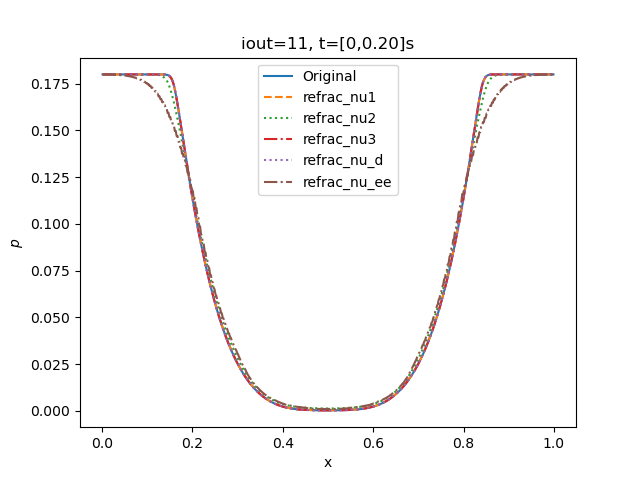 iout=11, t=[0,0.20]s
Original
refrac_nu1
refrac_nu2
refrac_nu3
refrac_nu_d
refrac_nu_ee
0.175
0.150
0.125
0.100
0.075
0.050
0.025
0.000
p
0.0 0.2 0.4 0.6 0.8 1.0
x